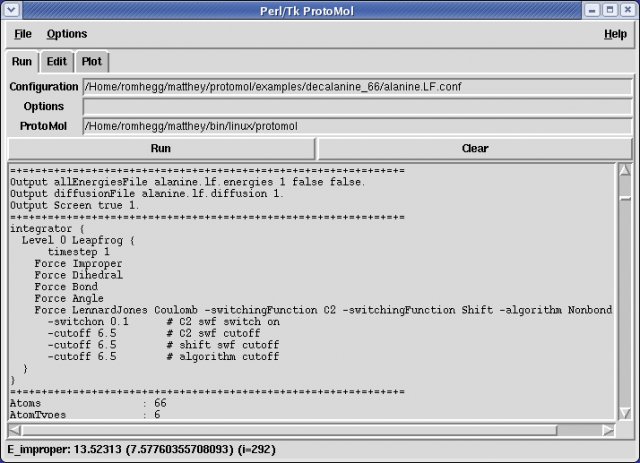 Perl/Tk ProtoMol
File Options Help
Run Edit Plot
Configuration /Home/romhegg/matthey/protomol/examples/decalanine_66/alanine.LF.conf
Options
ProtoMol /Home/romhegg/matthey/bin/linux/protomol
Run Clear
=+=+=+=+=+=+=+=+=+=+=+=+=+=+=+=+=+=+=+=+=+=+=+=+=+=+=+=+=+=
Output allEnergiesFile alanine.lf.energies 1 false false.
Output diffusionFile alanine.lf.diffusion 1.
Output Screen true 1.
=+=+=+=+=+=+=+=+=+=+=+=+=+=+=+=+=+=+=+=+=+=+=+=+=+=+=+=+=+=
integrator {
Level 0 Leapfrog {
timestep 1
Force Improper
Force Dihedral
Force Bond
Force Angle
Force LennardJones Coulomb -switchingFunction C2 -switchingFunction Shift -algorithm Nonbond
-switchon 0.1 # C2 swf switch on
-cutoff 6.5 # C2 swf cutoff
-cutoff 6.5 # shift swf cutoff
-cutoff 6.5 # algorithm cutoff
}
}
=+=+=+=+=+=+=+=+=+=+=+=+=+=+=+=+=+=+=+=+=+=+=+=+=+=+=+=+=+=
Atoms : 66
AtomTypes : 6
E_improper: 13.52313 (7.57760355708093) (i=292)